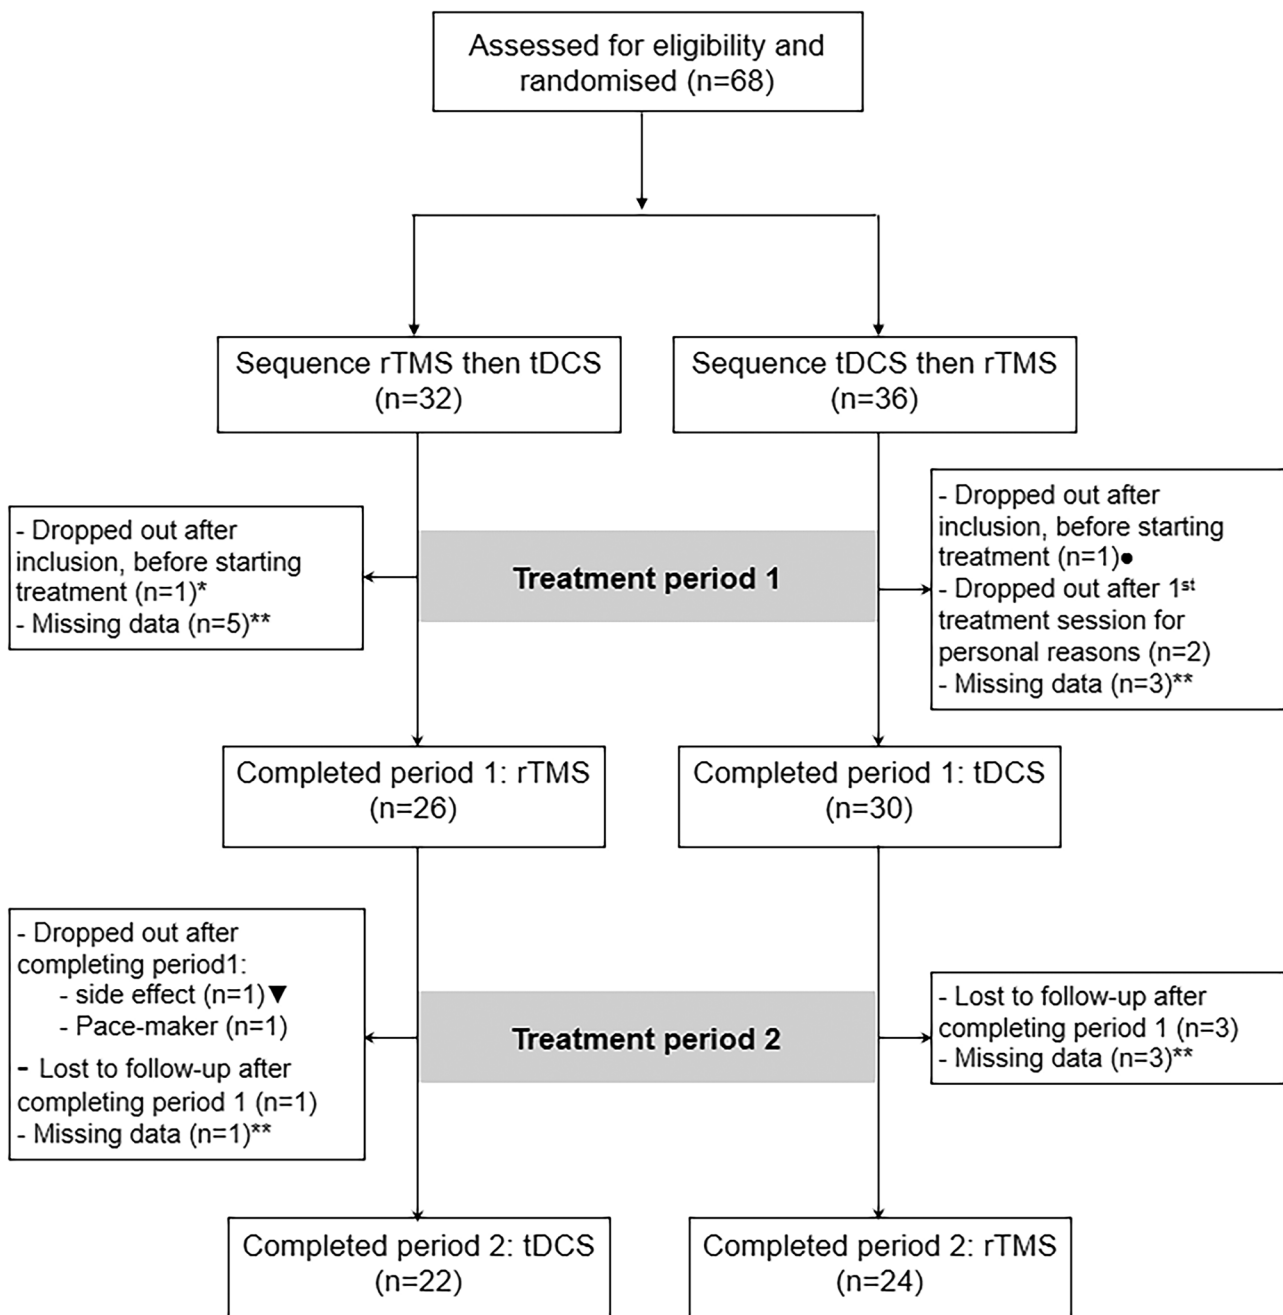 Assessed for eligibility and
randomised (n=68)
Sequence rTMS then tDCS
(n=32)
Sequence tDCS then rTMS
(n=36)
- Dropped out after
inclusion, before starting
treatment (n=1)*
- Missing data (n=5)**
Treatment period 1
- Dropped out after
inclusion, before starting
treatment (n=1)●
- Dropped out after 1st
treatment session for
personal reasons (n=2)
- Missing data (n=3)**
Completed period 1: rTMS
(n=26)
Completed period 1: tDCS
(n=30)
- Dropped out after
completing period1:
- side effect (n=1)▼
- Pace-maker (n=1)
- Lost to follow-up after
completing period 1 (n=1)
- Missing data (n=1)**
Treatment period 2
- Lost to follow-up after
completing period 1 (n=3)
- Missing data (n=3)**
Completed period 2: tDCS
(n=22)
Completed period 2: rTMS
(n=24)